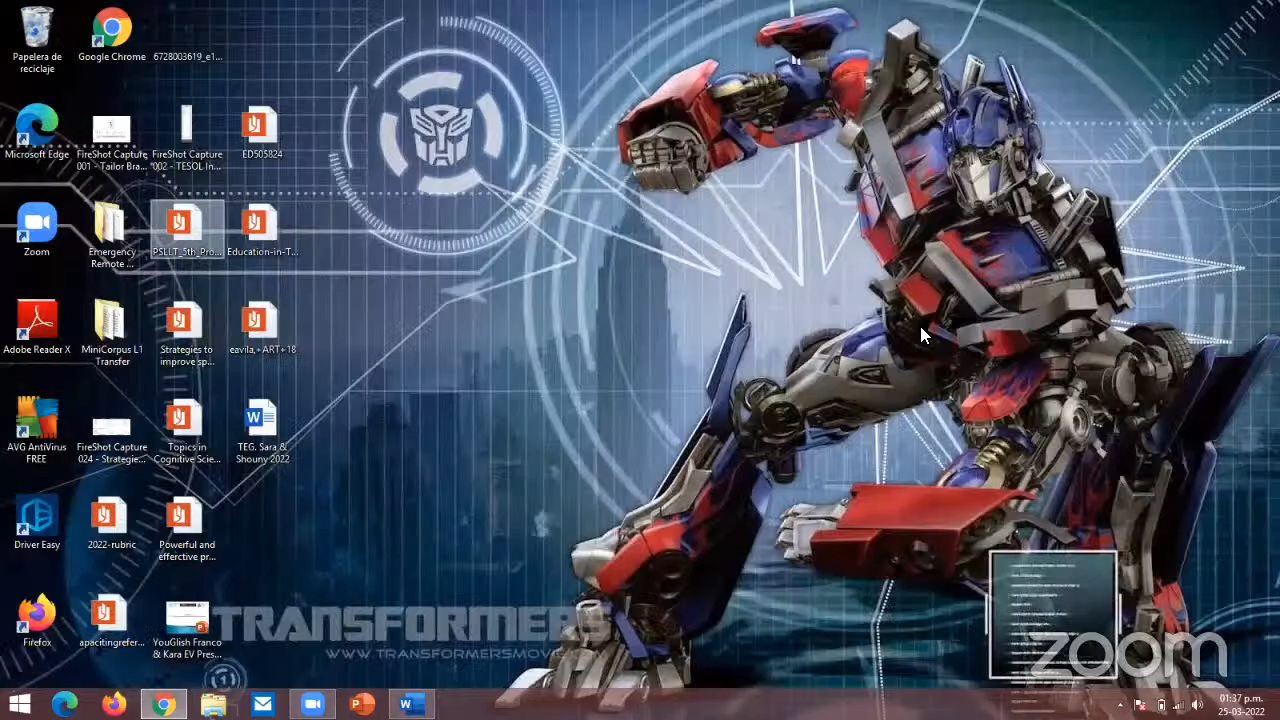 Papelera de
reciclaje
Google Chrome
6728003619_e1...
Microsoft Edge
FireShot Capture
001 - Tailor Bra...
FireShot Capture
002 - TESOL In...
ED505824
Zoom
Emergency
Remote ...
PSLLT_5th_Pro...
Education-in-T...
Adobe Reader X
MiniCorpus L1
Transfer
Strategies to
improve sp...
eavila,+ART+18
AVG AntiVirus
FREE
FireShot Capture
024 - Strategie...
Topics in
Cognitive Scie...
TEG. Sara &
Shouny 2022
Driver Easy
2022-rubric
Powerful and
efferctive pr...
Firefox
apacitingrefer...
YouGlish Franco
& Kara EV Pres...
TRANSFORMERS
WWW.TRANSFORMERSMOVIE
zoom
01:37 p.m.
25-03-2022